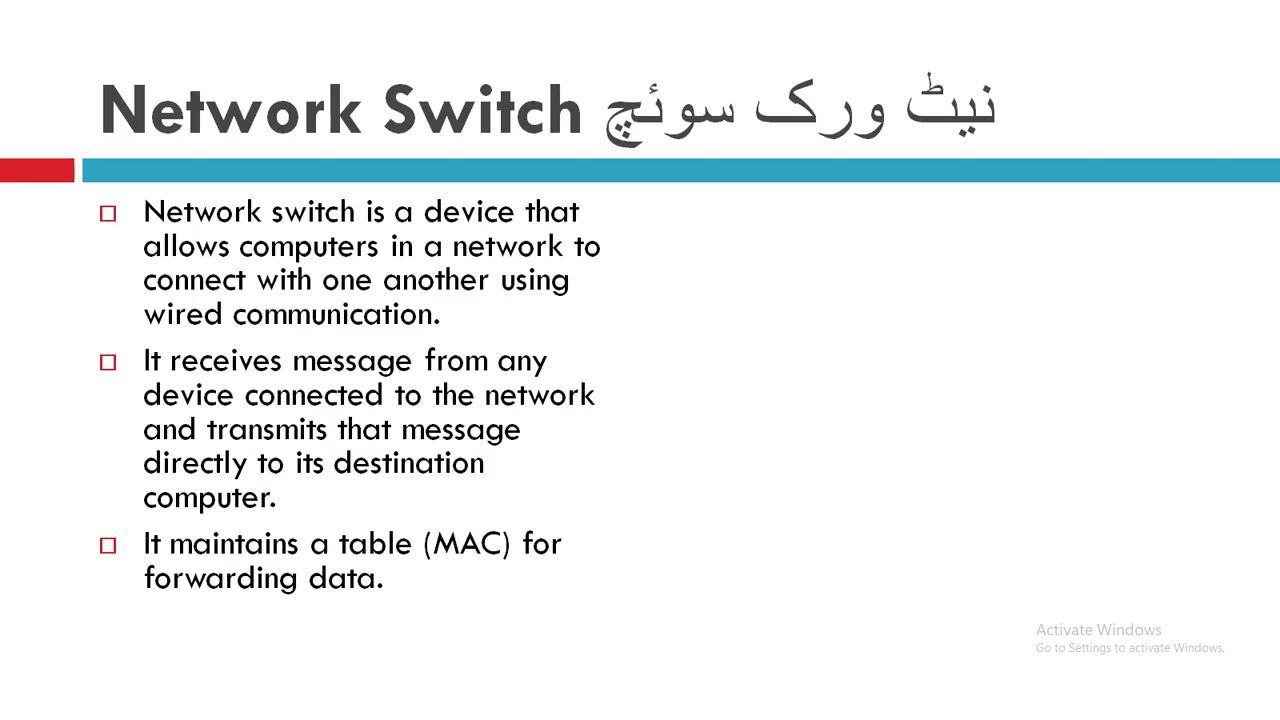 Network Switch نیٹ ورک سوئچ
Network switch is a device that
allows computers in a network to
connect with one another using
wired communication.
It receives message from any
device connected to the network
and transmits that message
directly to its destination
computer.
It maintains a table (MAC) for
forwarding data.
Activate Windows
Go to Settings to activate Windows.